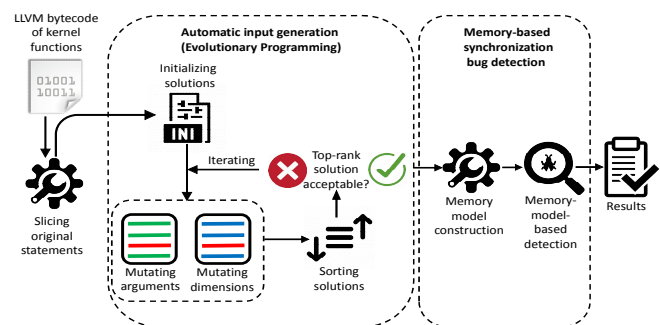 LLVM bytecode
of kernel
functions
01001
10011
Slicing
original
statements
Automatic input generation
(Evolutionary Programming)
Initializing
solutions
INI
Iterating
Top-rank
solution
acceptable?
Mutating
arguments
Mutating
dimensions
Sorting
solutions
Memory-based
synchronization
bug detection
Memory
model
construction
Memory-
model-
based
detection
Results